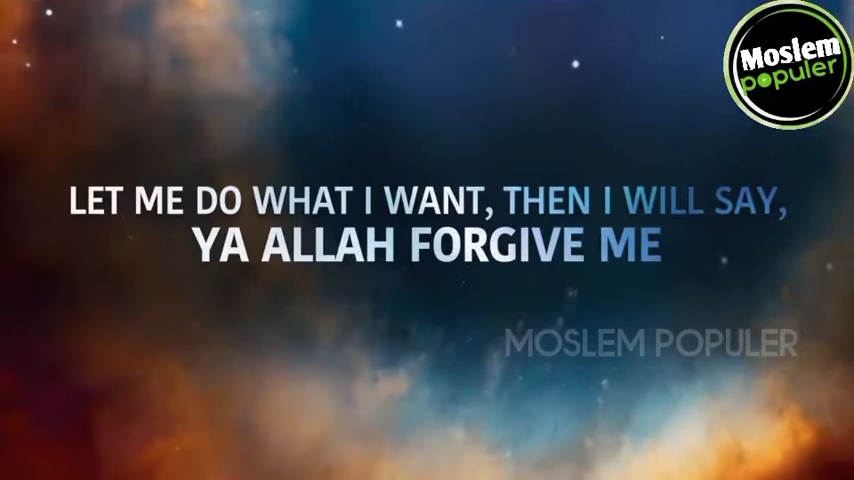 Moslem
populer
LET ME DO WHAT I WANT, THEN I WILL SAY,
YA ALLAH FORGIVE ME
MOSLEM POPULER